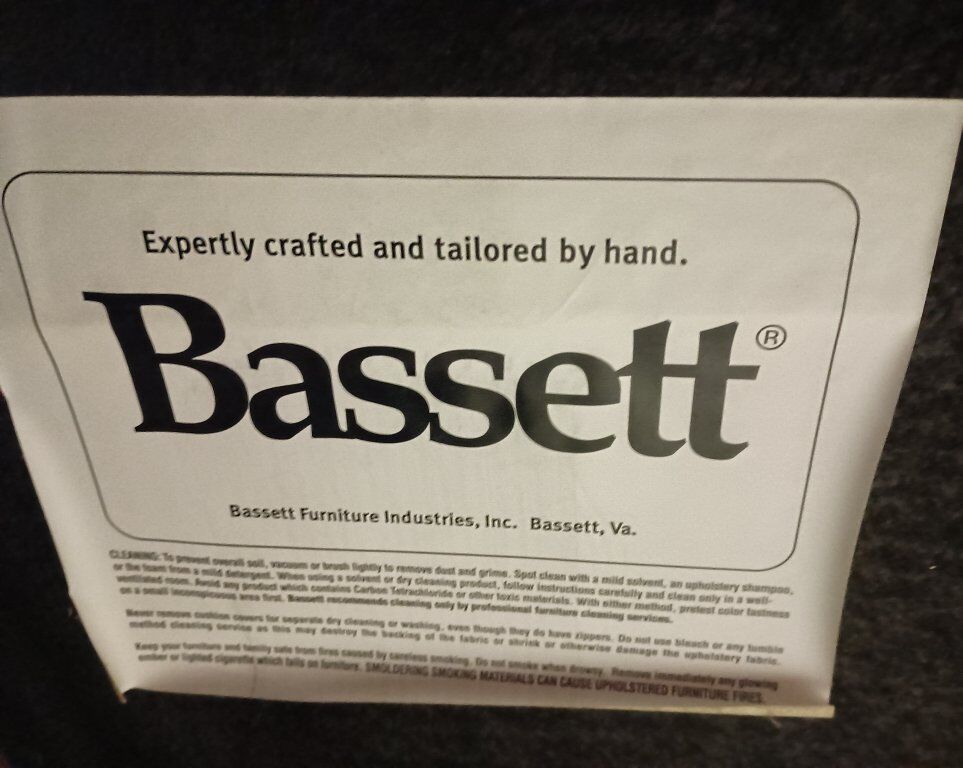 Expertly crafted and tailored by hand.
Bassett®
Bassett Furniture Industries, Inc. Bassett, Va.
CLEANING: To prevent overall soil, vacuum or brush lightly to remove dust and grime. Spot clean with a mild solvent, an upholstery shampoo,
or the foam from a mild detergent. When using a solvent or dry cleaning product, follow instructions carefully and clean only in a well-
ventilated room. Avoid any product which contains Carbon Tetrachloride or other toxic materials. With either method, pretest color fastness
on a small inconspicuous area first. Bassett recommends cleaning only by professional furniture cleaning services.
Never remove cushion covers for separate dry cleaning or washing, even though they do have zippers. Do not use bleach or any tumble
method cleaning service as this may destroy the backing of the fabric or shrink or otherwise damage the upholstery fabric.
Keep your furniture and family safe from fires caused by careless smoking. Do not smoke when drowsy. Remove immediately any glowing
ember or lighted cigarette which falls on furniture. SMOLDERING SMOKING MATERIALS CAN CAUSE UPHOLSTERED FURNITURE FIRES.